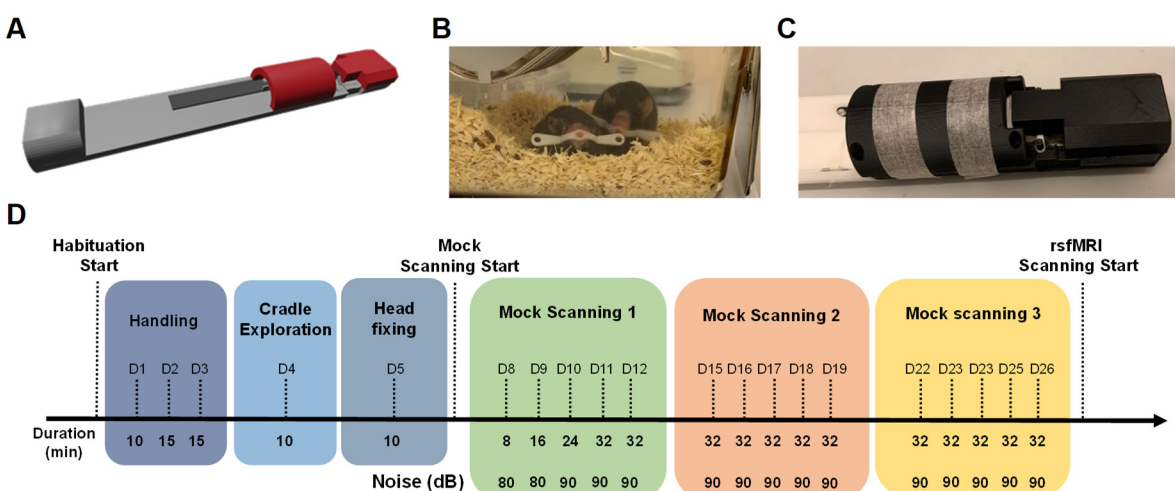 A
B
C
D
Habituation
Start
Mock
Scanning Start
rsfMRI
Scanning Start
Handling
Cradle
Exploration
Head
fixing
Mock Scanning 1
Mock Scanning 2
Mock scanning 3
D1 D2 D3 D4 D5 D8 D9 D10 D11 D12 D15 D16 D17 D18 D19 D22 D23 D23 D25 D26
Duration
(min)
10 15 15 10 10 8 16 24 32 32 32 32 32 32 32 32 32 32 32 32
Noise (dB) 80 80 90 90 90 90 90 90 90 90 90 90 90 90 90